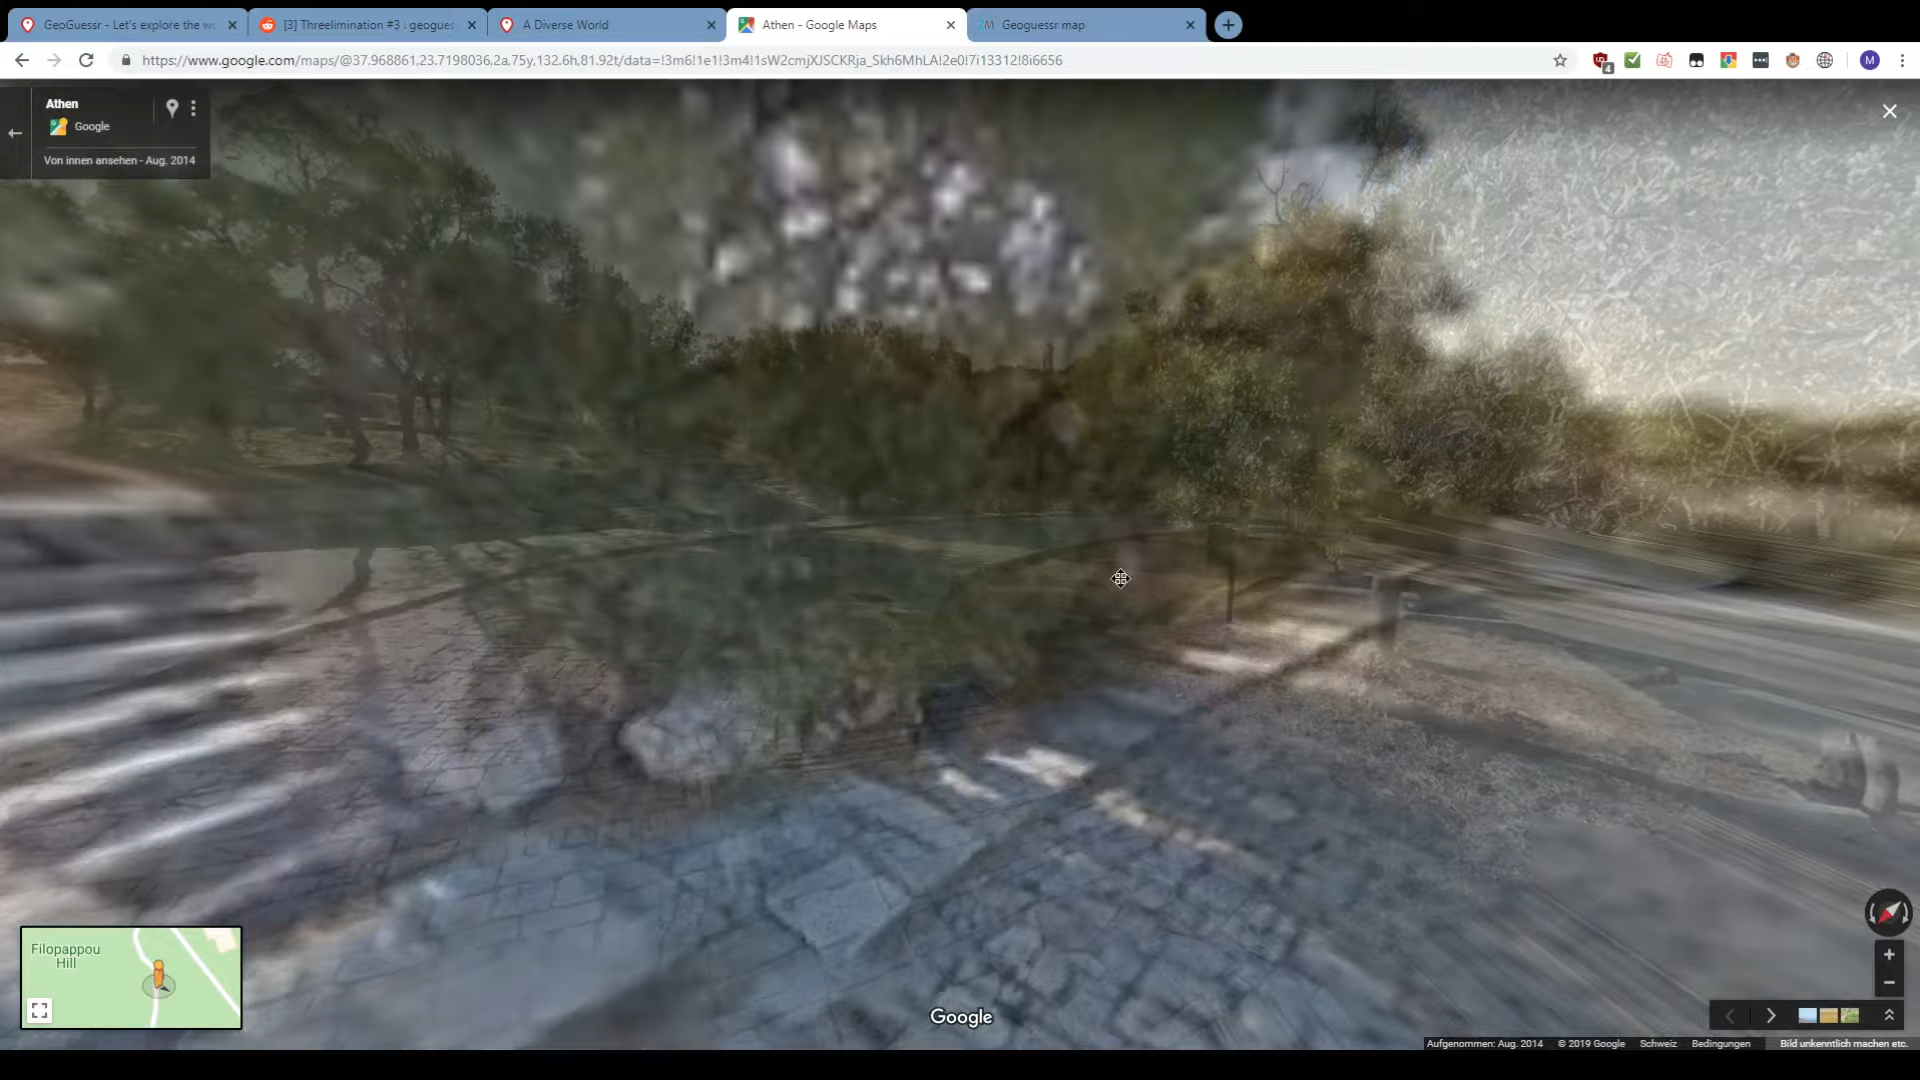 GeoGuessr - Let's explore the w
[3] Threelimination #3 : geogues
A Diverse World
Athen - Google Maps
Geoguessr map
https://www.google.com/maps/@37.968861,23.7198036,2a,75y,132.6h,81.92t/data=!3m6!1e1!3m4!1sW2cmjXJSCKRja_Skh6MhLA!2e0!7i13312!8i6656
4
M
Athen
Google
Von innen ansehen - Aug. 2014
Filopappou
Hill
Google
Aufgenommen: Aug. 2014 © 2019 Google Schweiz Bedingungen Bild unkenntlich machen etc.